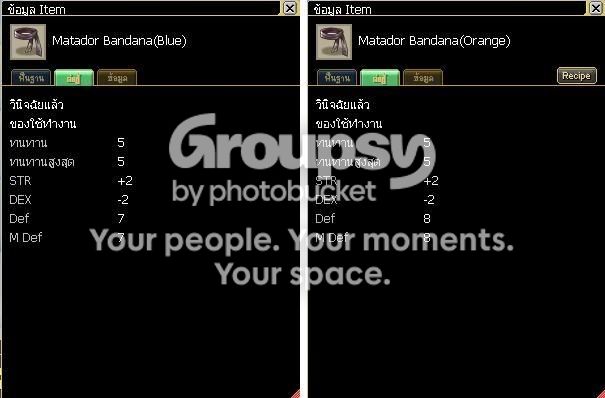 ข้อมูล Item
Matador Bandana(Blue)
พื้นฐาน ข้อมูล
วินิจฉัยแล้ว
ของใช้ทำงาน
ทนทาน 5
ทนทานสูงสุด 5
STR +2
DEX -2
Def 7
M Def 7
ข้อมูล Item
Matador Bandana(Orange)
พื้นฐาน ข้อมูล Recipe
วินิจฉัยแล้ว
ของใช้ทำงาน
ทนทาน 5
ทนทานสูงสุด 5
STR +2
DEX -2
Def 8
M Def 8
Groupsy
by photobucket
Your people. Your moments.
Your space.